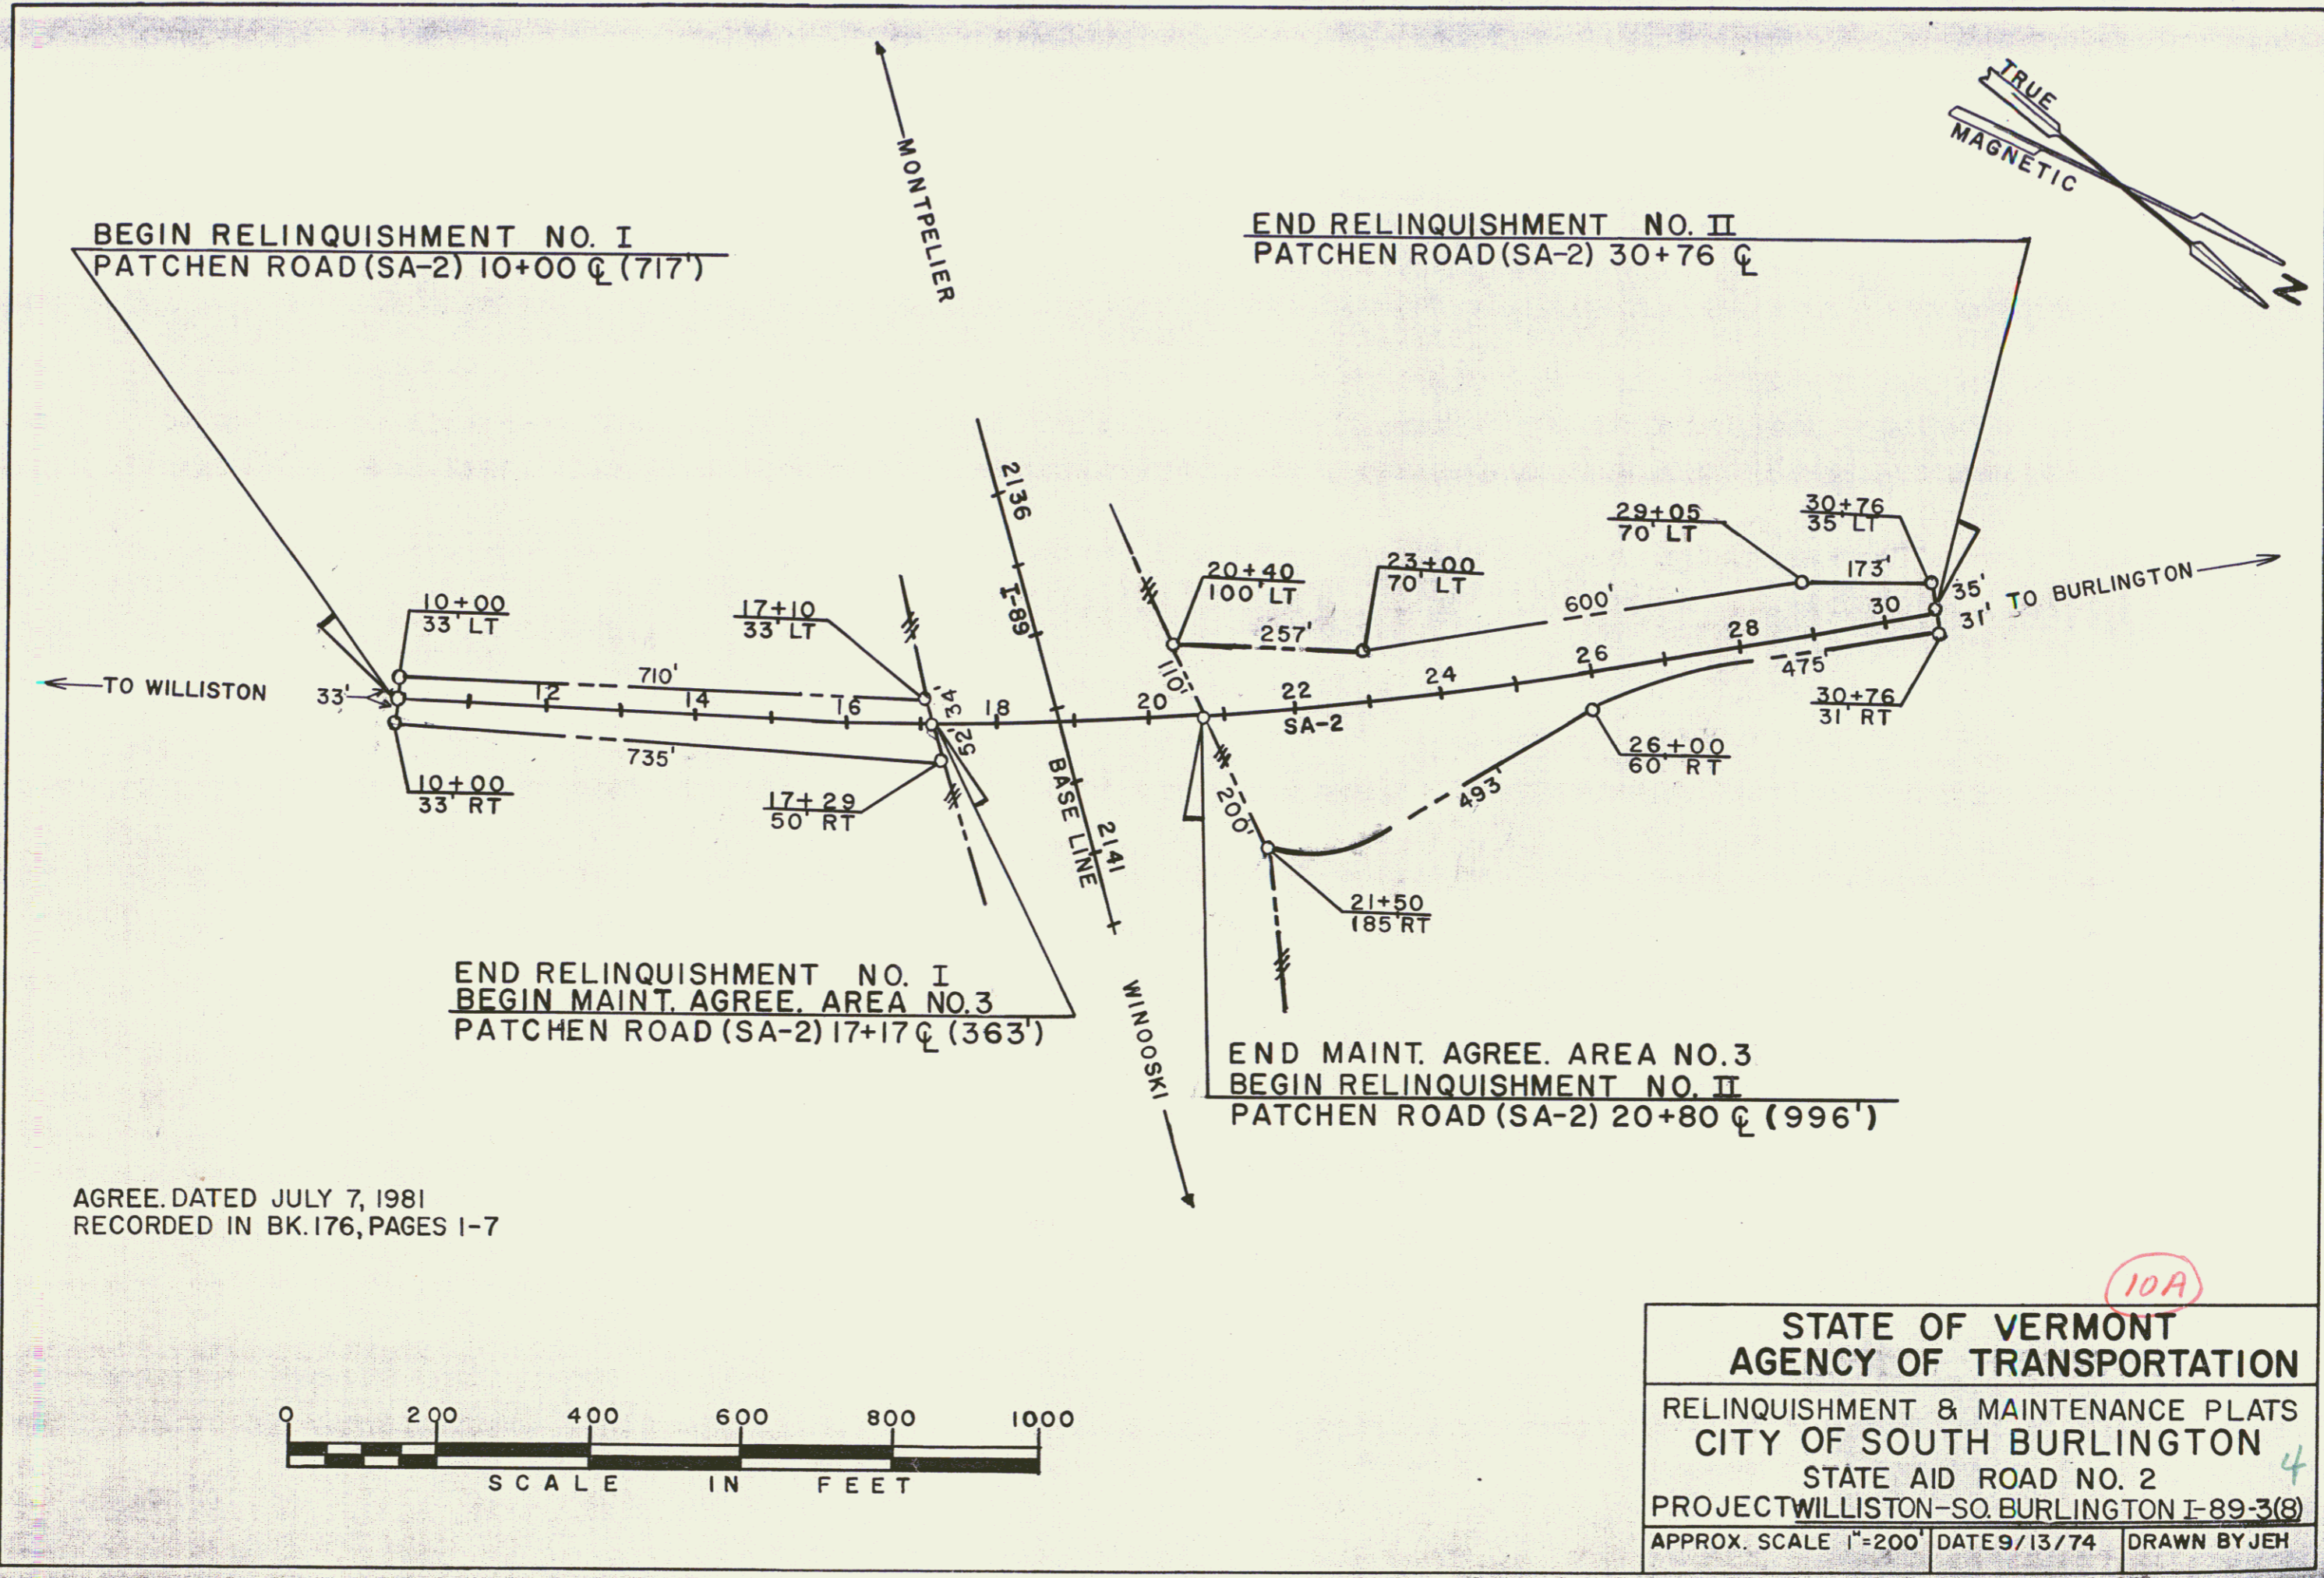 TRUE
MAGNETIC
N
MONTPELIER
BEGIN RELINQUISHMENT NO. I
PATCHEN ROAD (SA-2) 10+00 ℄ (717')
END RELINQUISHMENT NO. II
PATCHEN ROAD (SA-2) 30+76 ℄
2136
I-89
BASE LINE
2141
WINOOSKI
TO WILLISTON
33'
10+00
33' LT
10+00
33' RT
710'
735'
12
14
16
18
20
22
24
26
28
30
SA-2
17+10
33' LT
34'
52'
17+29
50' RT
20+40
100' LT
110'
200'
257'
23+00
70' LT
600'
29+05
70' LT
173'
30+76
35' LT
35'
31'
TO BURLINGTON
475'
30+76
31' RT
26+00
60' RT
493'
21+50
185' RT
END RELINQUISHMENT NO. I
BEGIN MAINT. AGREE. AREA NO. 3
PATCHEN ROAD (SA-2) 17+17 ℄ (363')
END MAINT. AGREE. AREA NO. 3
BEGIN RELINQUISHMENT NO. II
PATCHEN ROAD (SA-2) 20+80 ℄ (996')
AGREE. DATED JULY 7, 1981
RECORDED IN BK. 176, PAGES 1-7
0 200 400 600 800 1000
SCALE IN FEET
10A
STATE OF VERMONT
AGENCY OF TRANSPORTATION
RELINQUISHMENT & MAINTENANCE PLATS
CITY OF SOUTH BURLINGTON
4
STATE AID ROAD NO. 2
PROJECT WILLISTON-SO. BURLINGTON I-89-3(8)
APPROX. SCALE 1"=200' DATE 9/13/74 DRAWN BY JEH